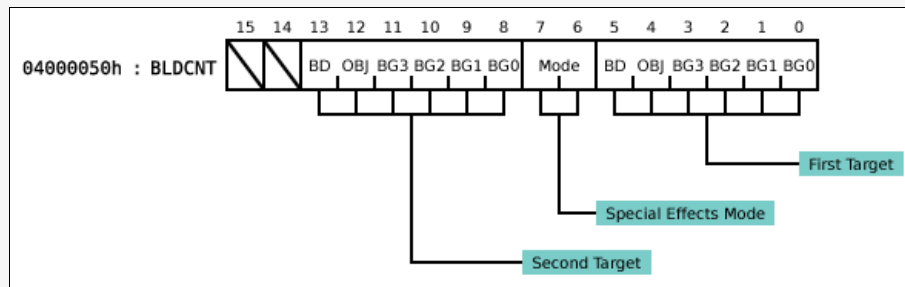 15 14 13 12 11 10 9 8 7 6 5 4 3 2 1 0
04000050h : BLDCNT BD OBJ BG3 BG2 BG1 BG0 Mode BD OBJ BG3 BG2 BG1 BG0
First Target
Special Effects Mode
Second Target